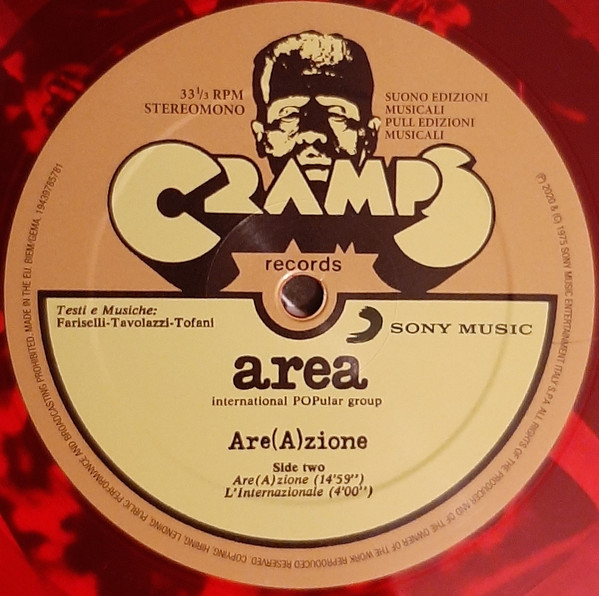 33 1/3 RPM
STEREOMONO
SUONO EDIZIONI
MUSICALI
PULL EDIZIONI
MUSICALI
CRAMPS
records
Testi e Musiche:
Fariselli-Tavolazzi-Tofani
SONY MUSIC
area
international POPular group
Are(A)zione
Side two
Are(A)zione (14'59")
L'Internazionale (4'00")
℗ 2020 & © 1975 SONY MUSIC ENTERTAINMENT ITALY S.P.A. ALL RIGHTS OF THE PRODUCER AND OF THE OWNER OF THE WORK REPRODUCED RESERVED. COPYING, HIRING, LENDING, PUBLIC PERFORMANCE AND BROADCASTING PROHIBITED. MADE IN THE EU. BIEM/GEMA. 19439785781